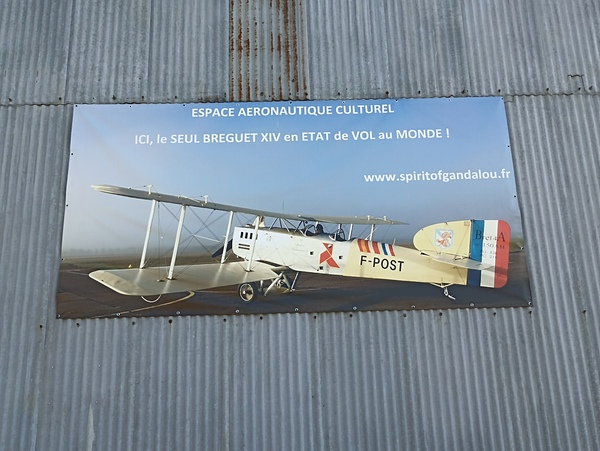 ESPACE AERONAUTIQUE CULTUREL
ICI, le SEUL BREGUET XIV en ETAT de VOL au MONDE !
www.spiritofgandalou.fr
F-POST